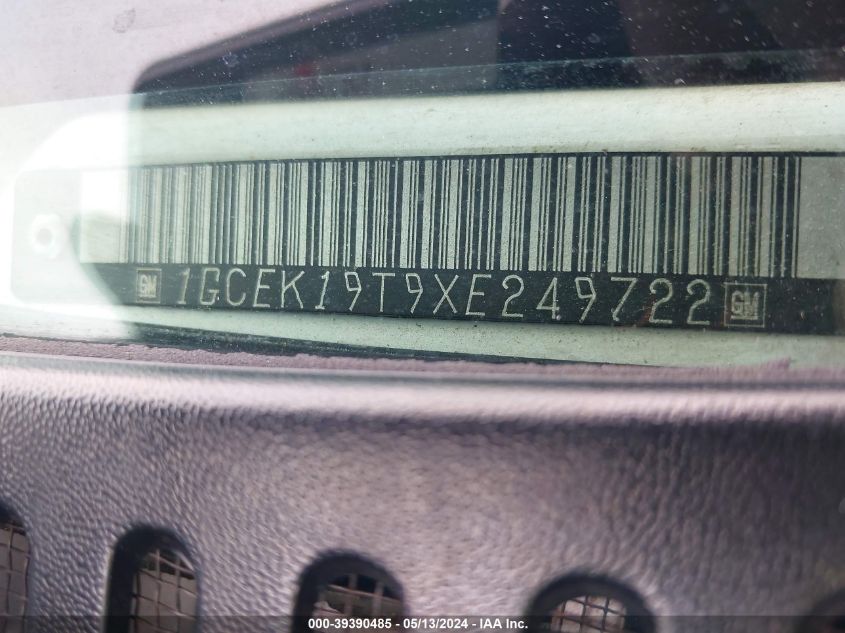 GM 1GCEK19T9XE249722 GM
000-39390485 - 05/13/2024 - IAA Inc.